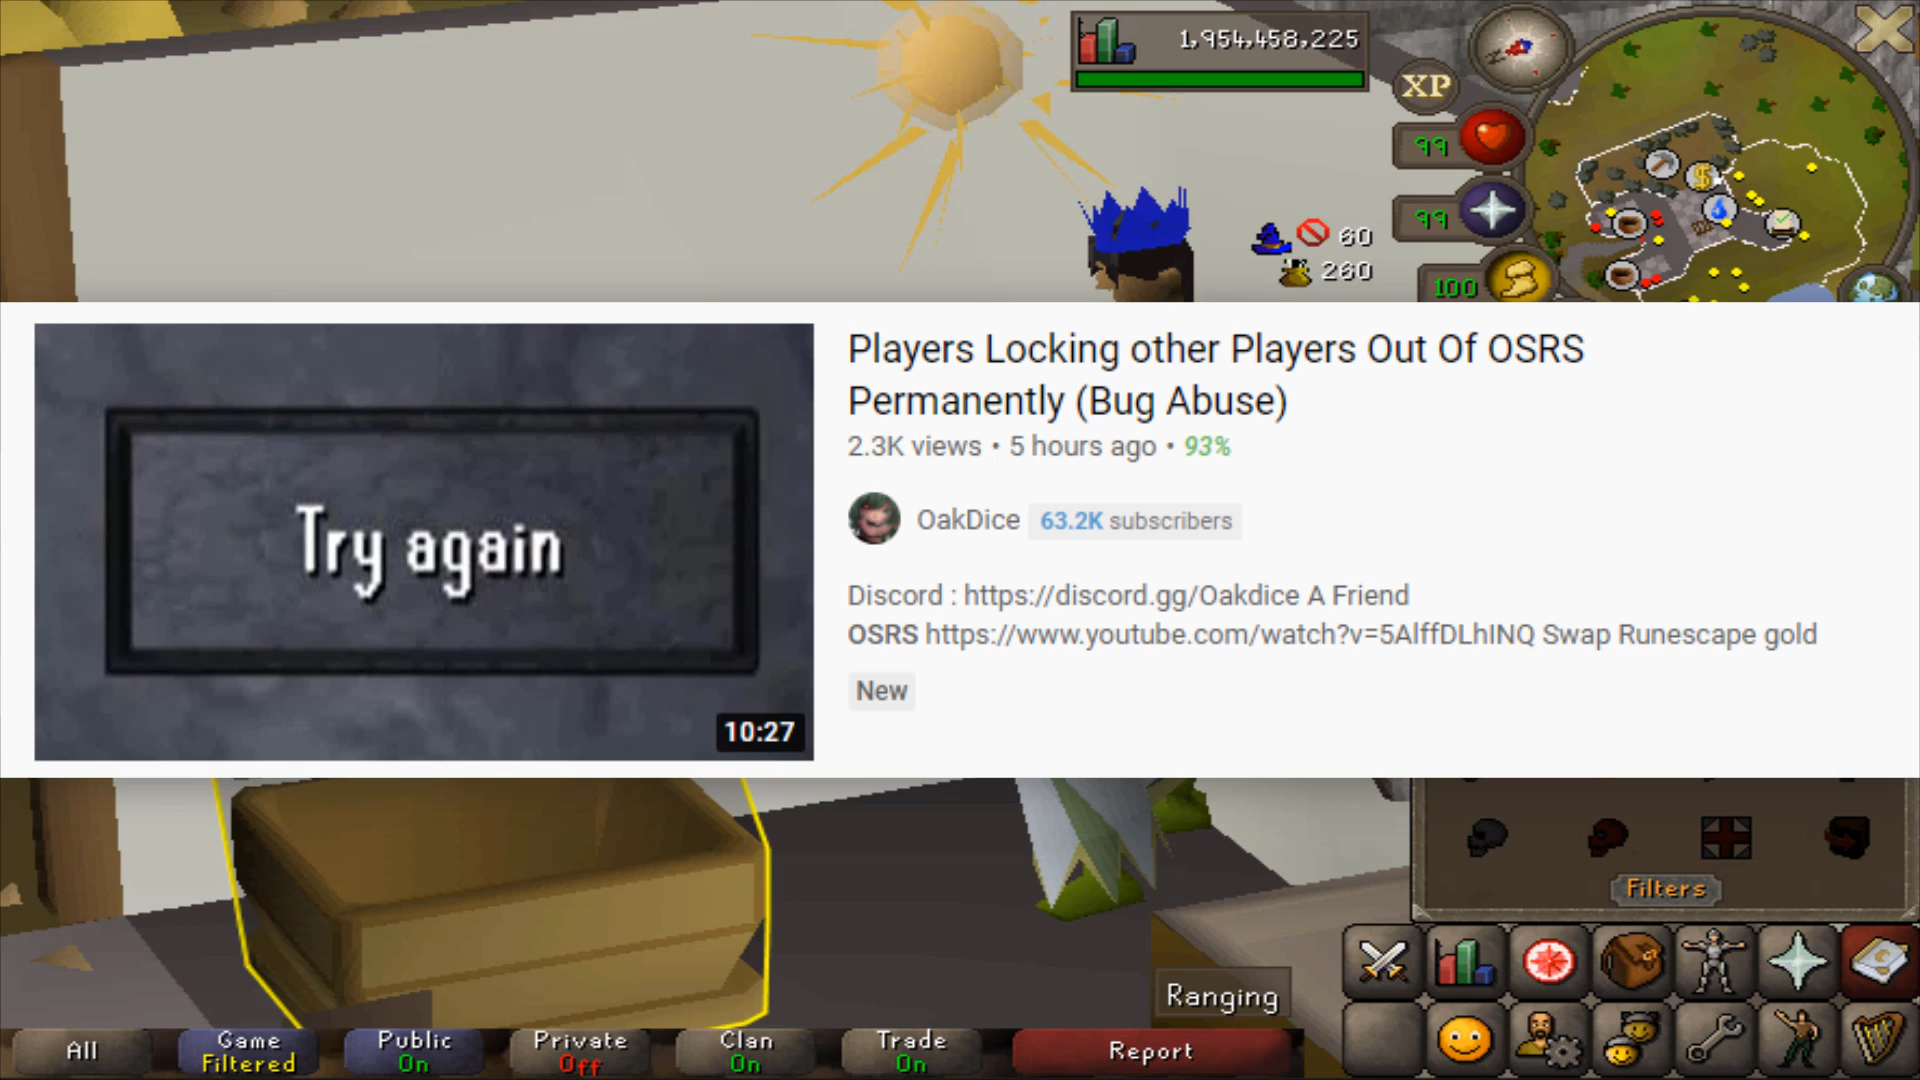 1,954,458,225
XP
99
99
60
260
100
Players Locking other Players Out Of OSRS
Permanently (Bug Abuse)
2.3K views • 5 hours ago • 93%
Try again
10:27
OakDice 63.2K subscribers
Discord : https://discord.gg/Oakdice A Friend
OSRS https://www.youtube.com/watch?v=5AlffDLhINQ Swap Runescape gold
New
Filters
Ranging
All
Game
Filtered
Public
On
Private
Off
Clan
On
Trade
On
Report